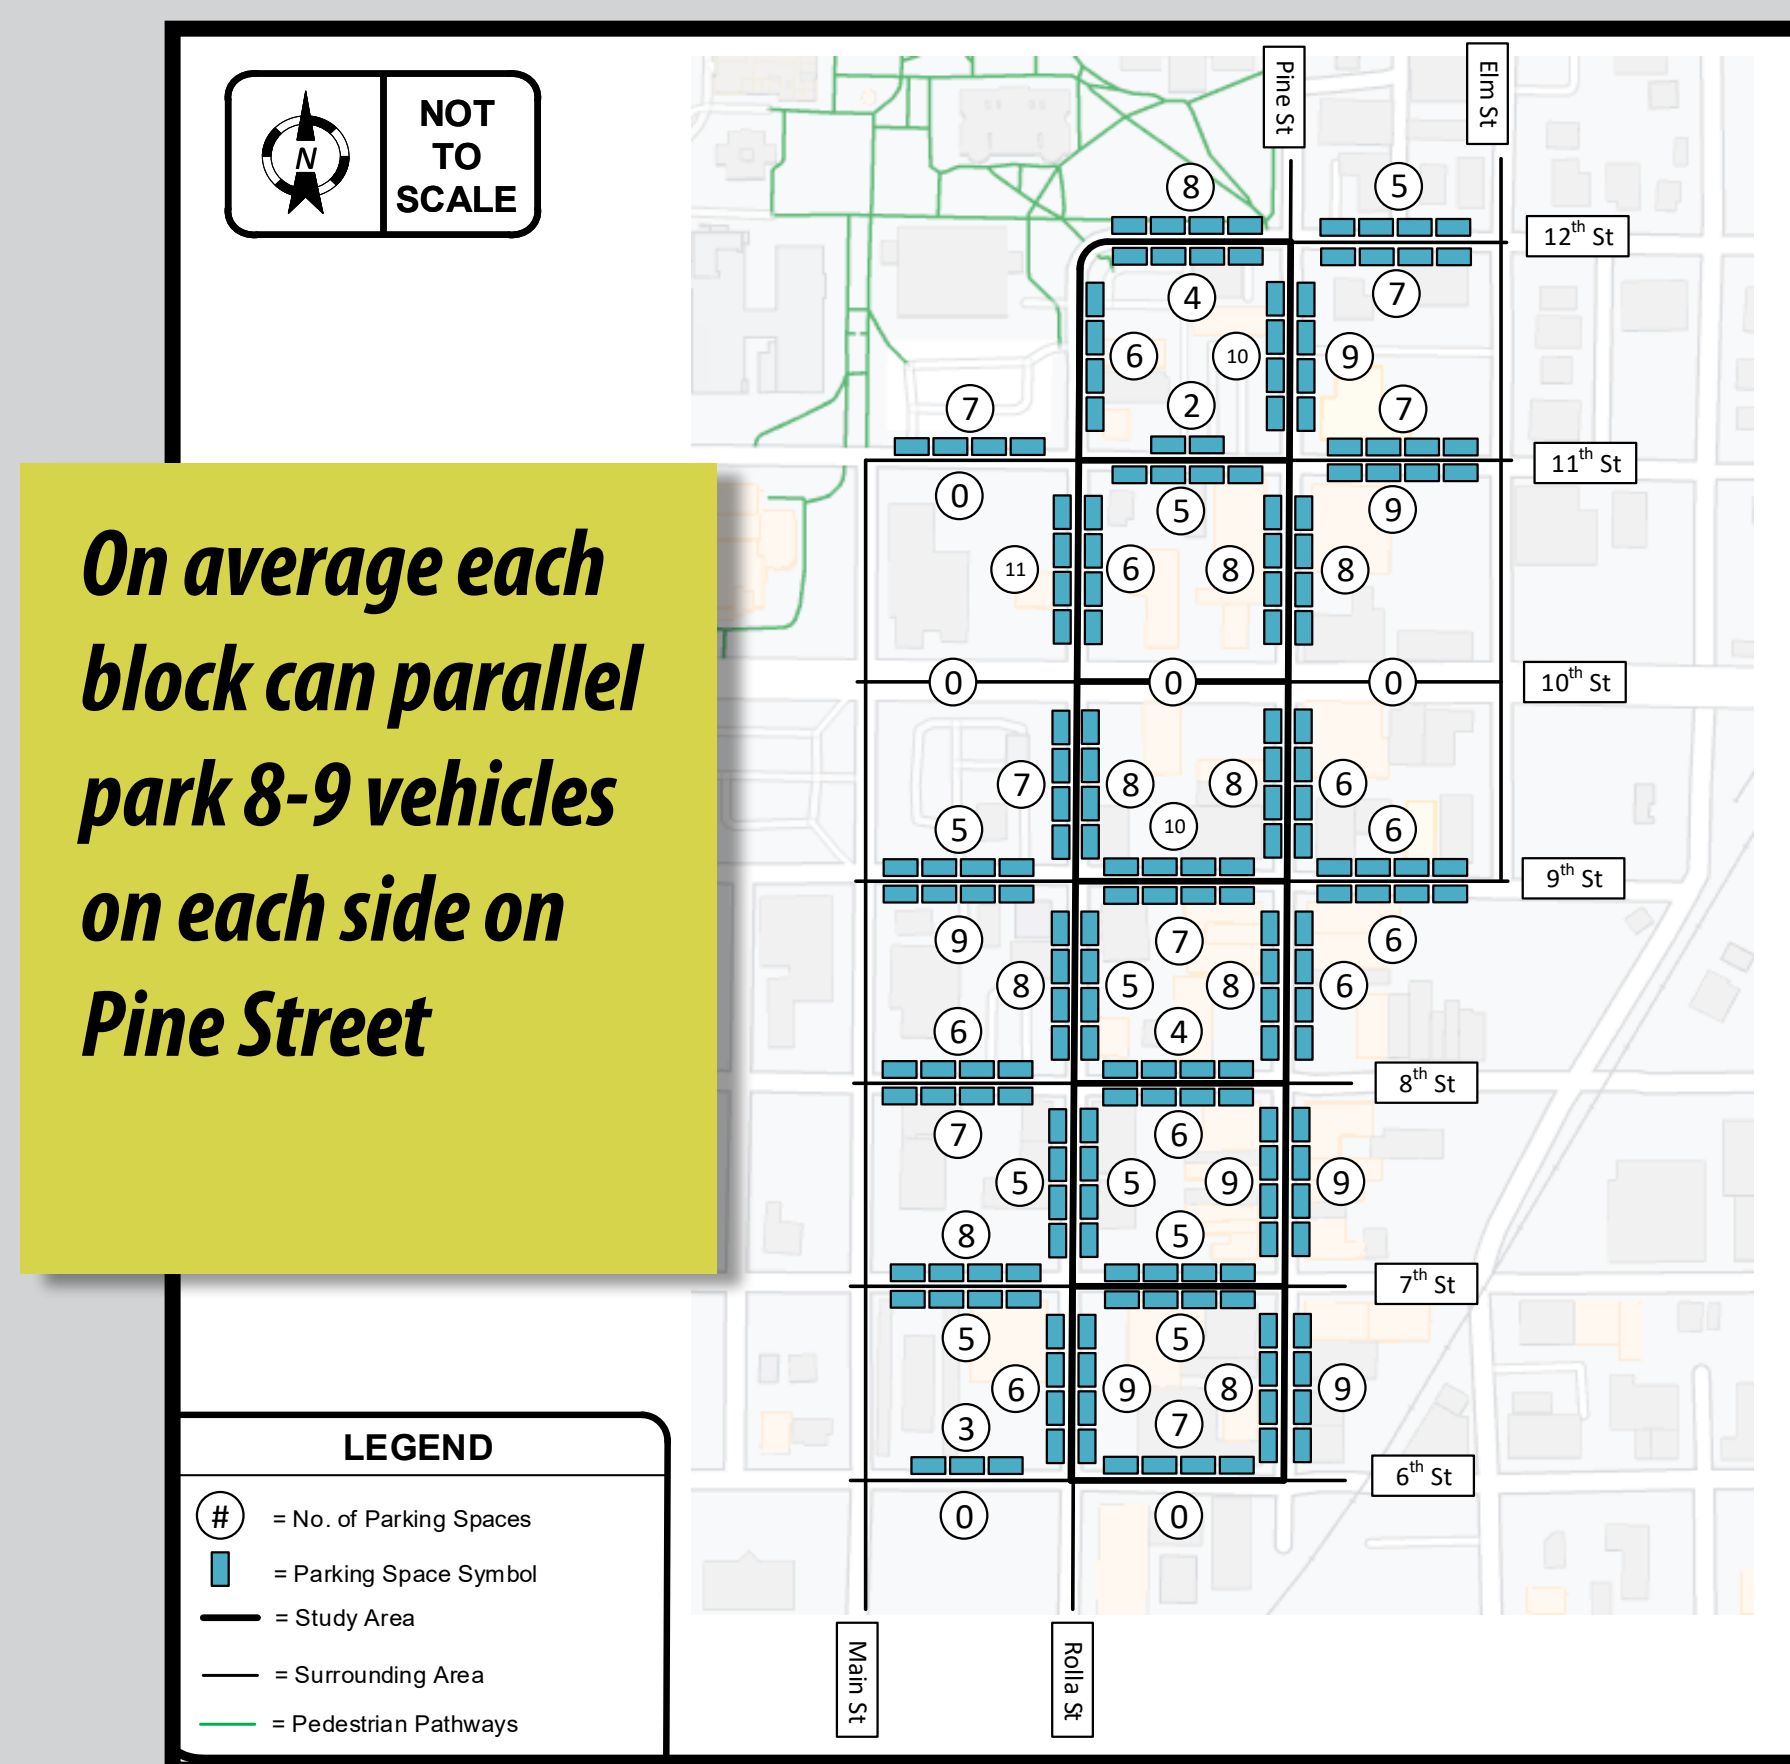 NOT
TO
SCALE
Pine St
Elm St
8
5
12th St
4
7
6
10
9
7
2
7
11th St
0
5
9
11
6
8
8
0
0
0
10th St
7
8
8
6
5
10
6
9th St
9
7
6
8
5
8
6
6
4
8th St
7
6
5
5
9
9
8
5
7th St
5
5
6
9
8
9
3
7
6th St
0
0
Main St
Rolla St
On average each
block can parallel
park 8-9 vehicles
on each side on
Pine Street
LEGEND
# = No. of Parking Spaces
= Parking Space Symbol
= Study Area
= Surrounding Area
= Pedestrian Pathways
N